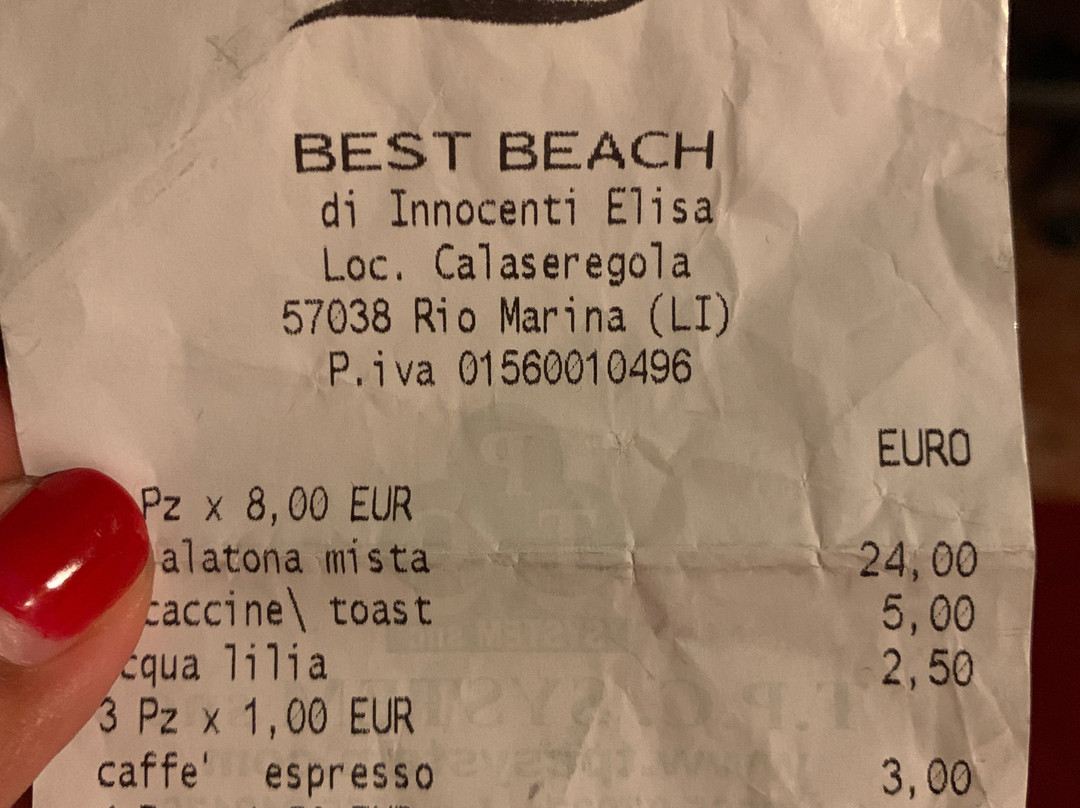 BEST BEACH
di Innocenti Elisa
Loc. Calaseregola
57038 Rio Marina (LI)
P.iva 01560010496
EURO
Pz x 8,00 EUR
alatona mista 24,00
caccine\ toast 5,00
cqua lilia 2,50
3 Pz x 1,00 EUR
caffe' espresso 3,00